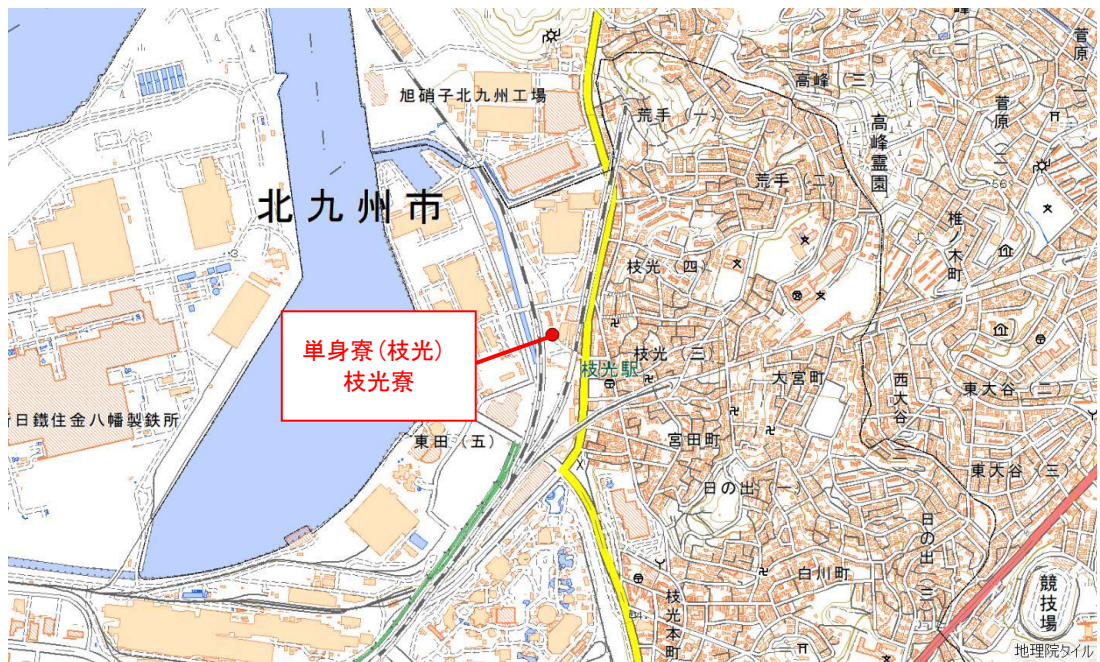 菅原
高峰（三）
旭硝子北九州工場
荒手（一）
菅原（二）
高峰霊園
荒手（二）
56
北九州市
椎ノ木町
3
枝光（四）
単身寮（枝光）
枝光寮
枝光（三）
枝光駅
大宮町
西大谷
東大谷（二）
日鐵住金八幡製鉄所
東田（五）
宮田町
東大谷（三）
日の出（一）
日の出（三）
白川町
枝光本町
競技場
地理院タイル